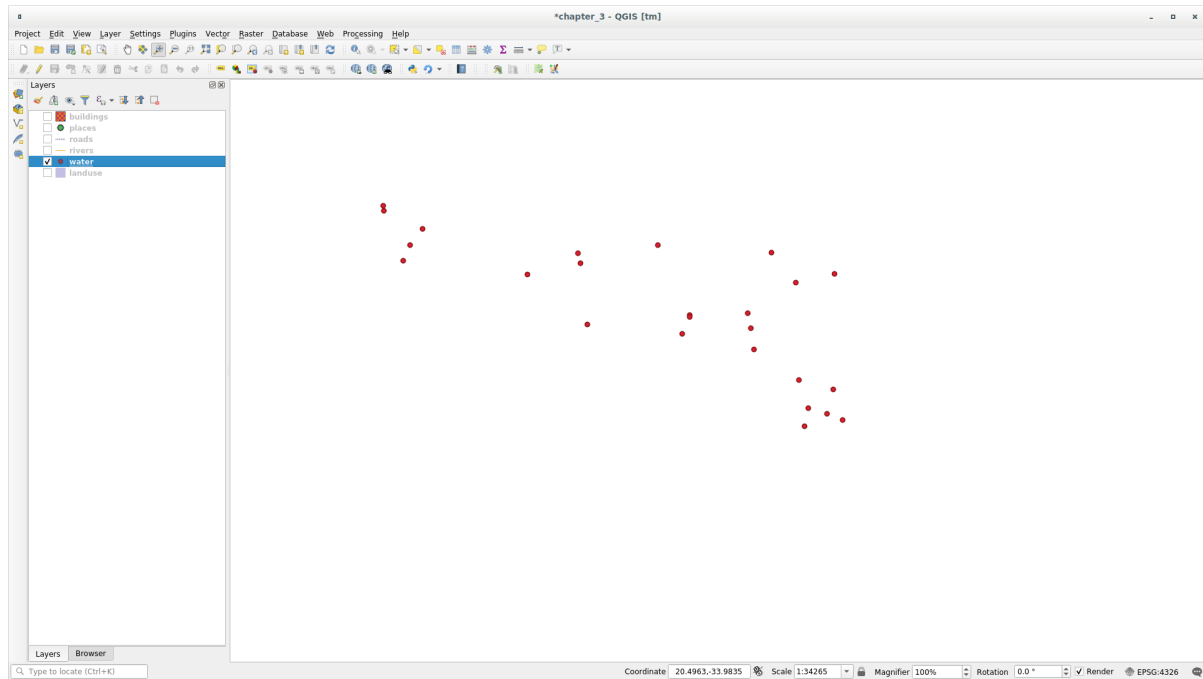 *chapter_3 - QGIS [tm]
Project Edit View Layer Settings Plugins Vector Raster Database Web Processing Help
Layers
buildings
places
roads
rivers
water
landuse
Layers Browser
Type to locate (Ctrl+K) Coordinate 20.4963,-33.9835 Scale 1:34265 Magnifier 100% Rotation 0.0 ° Render EPSG:4326